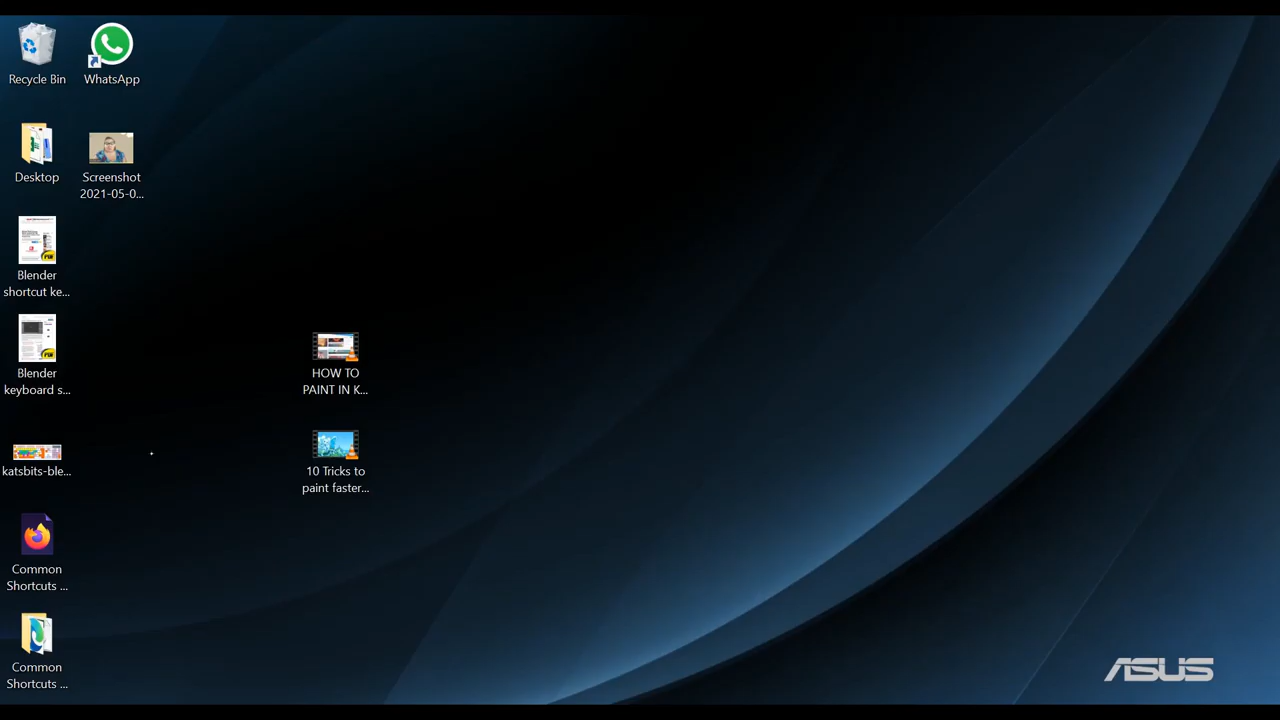 Recycle Bin
WhatsApp
Desktop
Screenshot
2021-05-0...
Blender
shortcut ke...
Blender
keyboard s...
HOW TO
PAINT IN K...
katsbits-ble...
10 Tricks to
paint faster...
Common
Shortcuts ...
Common
Shortcuts ...
ASUS